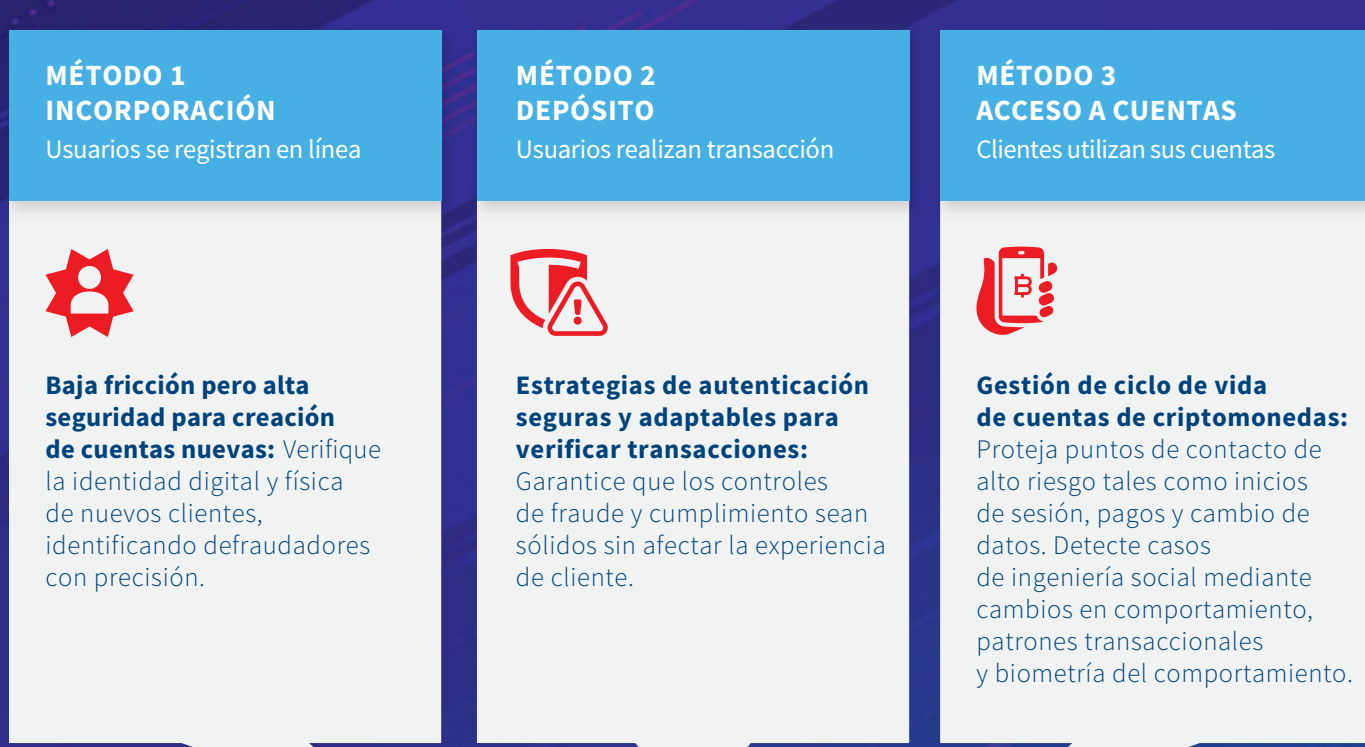 MÉTODO 1
INCORPORACIÓN
Usuarios se registran en línea
Baja fricción pero alta
seguridad para creación
de cuentas nuevas: Verifique
la identidad digital y física
de nuevos clientes,
identificando defraudadores
con precisión.
MÉTODO 2
DEPÓSITO
Usuarios realizan transacción
Estrategias de autenticación
seguras y adaptables para
verificar transacciones:
Garantice que los controles
de fraude y cumplimiento sean
sólidos sin afectar la experiencia
de cliente.
MÉTODO 3
ACCESO A CUENTAS
Clientes utilizan sus cuentas
Gestión de ciclo de vida
de cuentas de criptomonedas:
Proteja puntos de contacto de
alto riesgo tales como inicios
de sesión, pagos y cambio de
datos. Detecte casos
de ingeniería social mediante
cambios en comportamiento,
patrones transaccionales
y biometría del comportamiento.